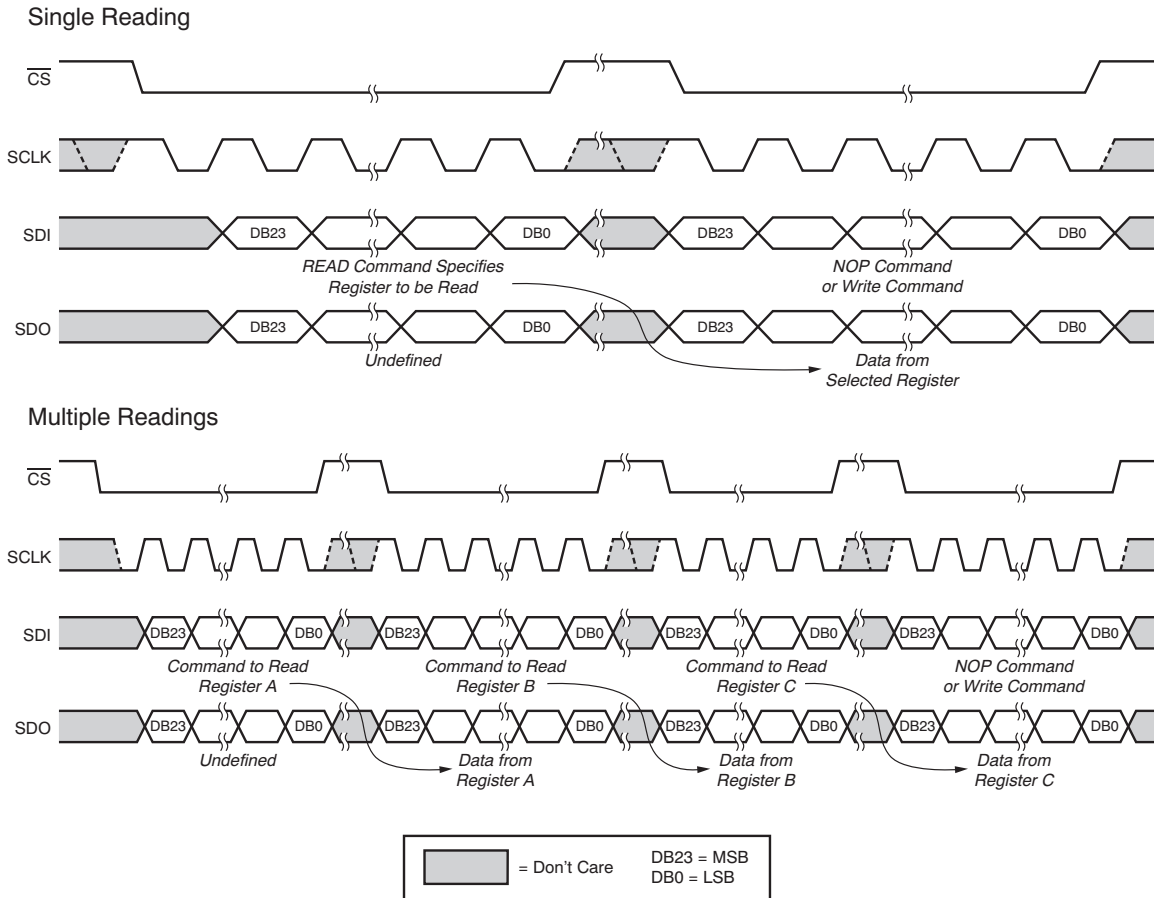 Single Reading
CS
SCLK
SDI DB23 DB0 DB23 DB0
READ Command Specifies
Register to be Read
NOP Command
or Write Command
SDO DB23 DB0 DB23 DB0
Undefined
Data from
Selected Register
Multiple Readings
CS
SCLK
SDI DB23 DB0 DB23 DB0 DB23 DB0 DB23 DB0
Command to Read
Register A
Command to Read
Register B
Command to Read
Register C
NOP Command
or Write Command
SDO DB23 DB0 DB23 DB0 DB23 DB0 DB23 DB0
Undefined
Data from
Register A
Data from
Register B
Data from
Register C
= Don't Care
DB23 = MSB
DB0 = LSB